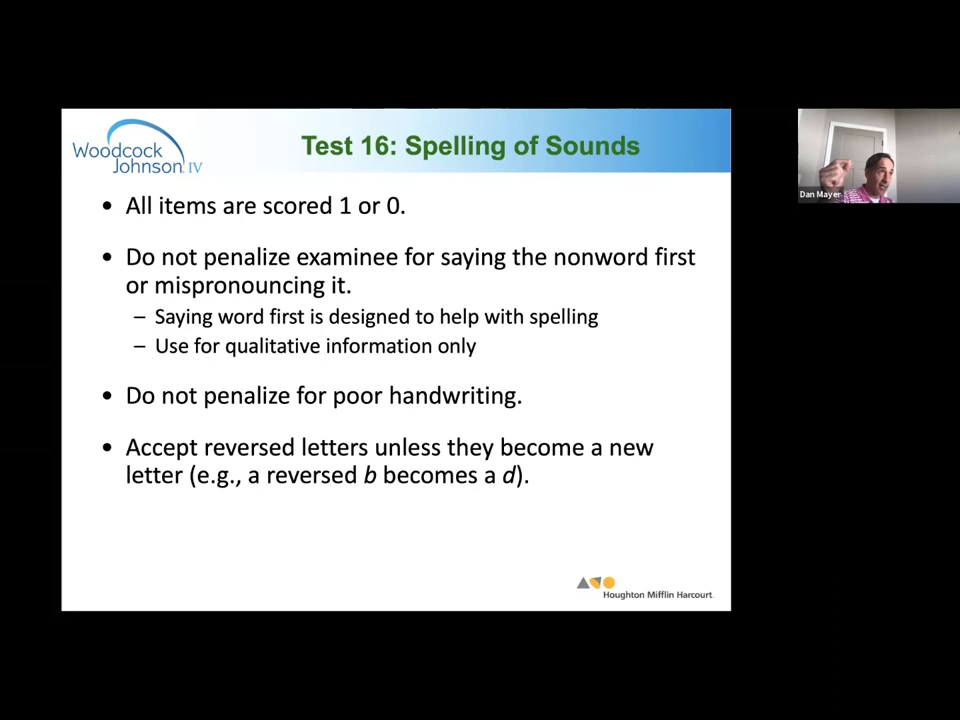 Woodcock
Johnson IV
Test 16: Spelling of Sounds
• All items are scored 1 or 0.
• Do not penalize examinee for saying the nonword first
or mispronouncing it.
– Saying word first is designed to help with spelling
– Use for qualitative information only
• Do not penalize for poor handwriting.
• Accept reversed letters unless they become a new
letter (e.g., a reversed b becomes a d).
Houghton Mifflin Harcourt
Dan Mayer